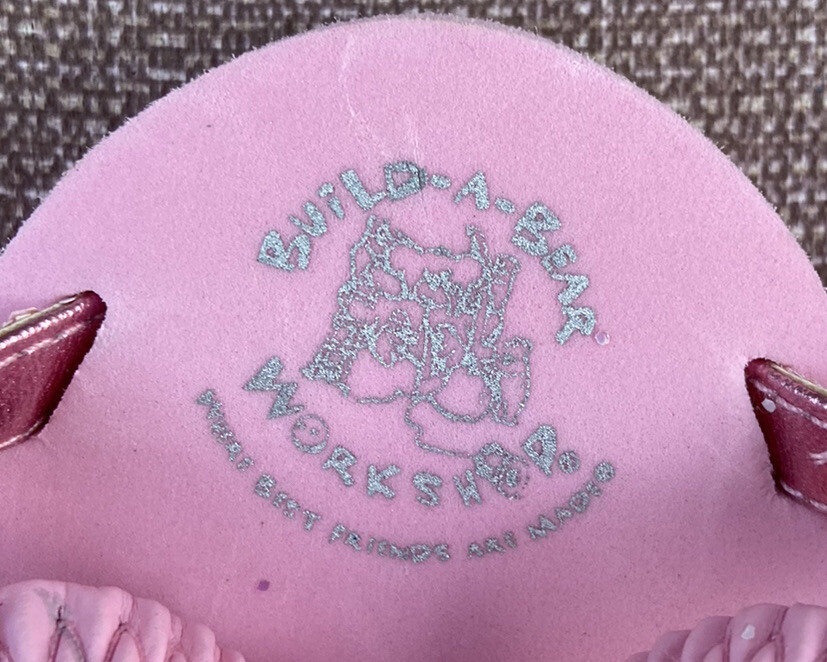 BUiLD-A-BEAR
WORKSHOP®
WHERE BEST FRiENDS ARE MADE®